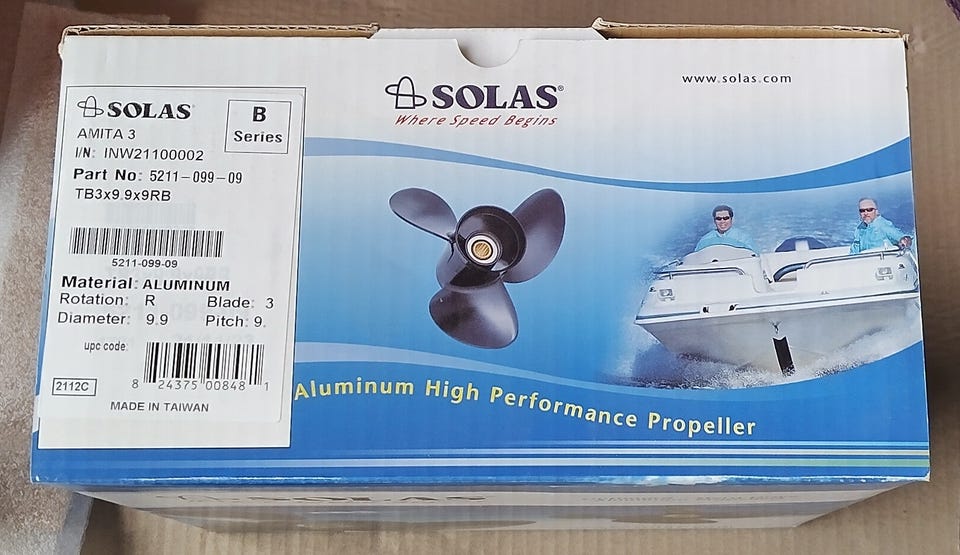 SOLAS
B
Series
AMITA 3
I/N: INW21100002
Part No: 5211-099-09
TB3x9.9x9RB
5211-099-09
Material: ALUMINUM
Rotation: R Blade: 3
Diameter: 9.9 Pitch: 9.
upc code:
8 24375 00848 1
2112C
MADE IN TAIWAN
SOLAS®
Where Speed Begins
www.solas.com
Aluminum High Performance Propeller
SOLAS